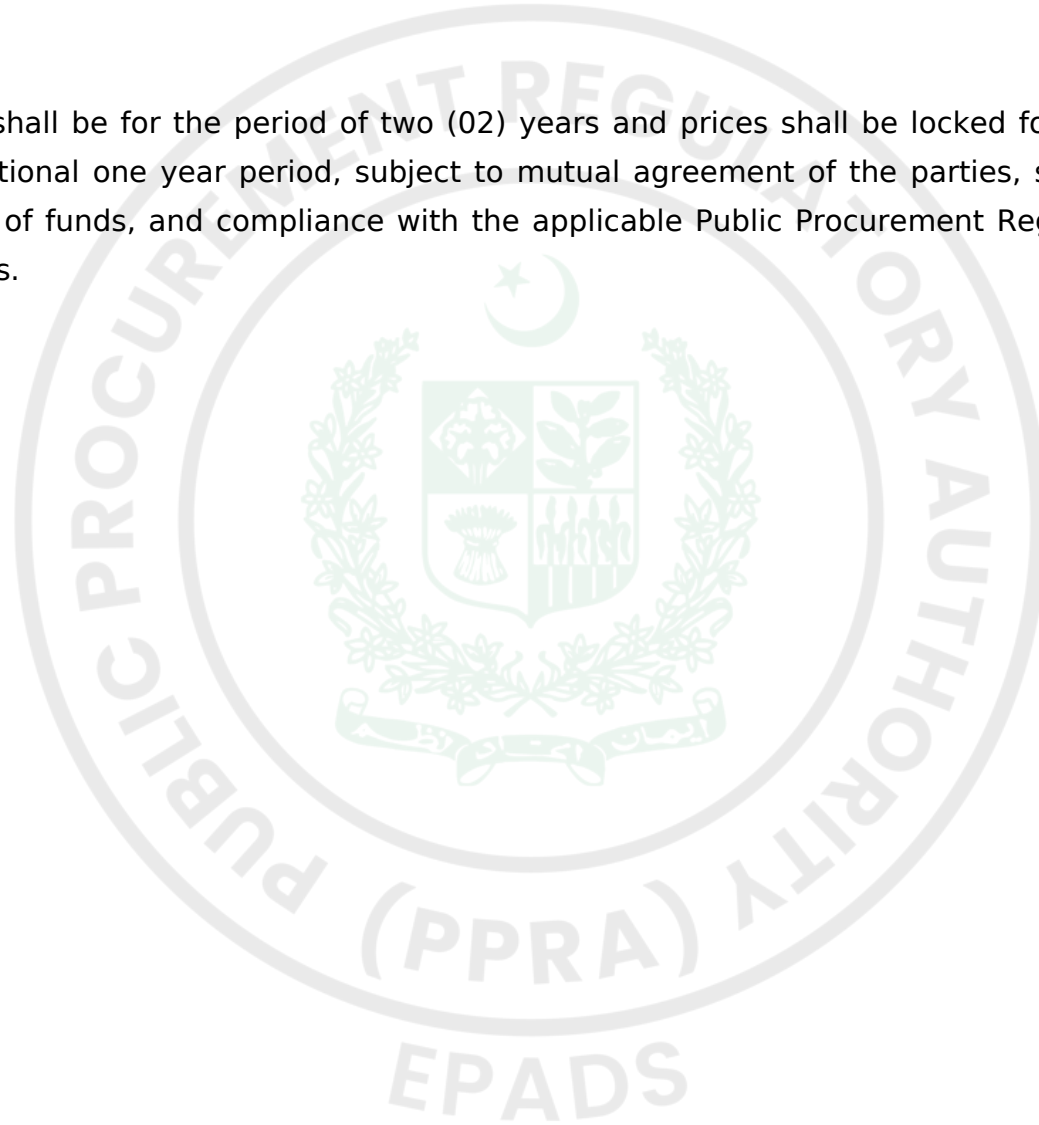 shall be for the period of two (02) years and prices shall be locked fo
tional one year period, subject to mutual agreement of the parties, s
of funds, and compliance with the applicable Public Procurement Reg
s.
PUBLIC PROCUREMENT REGULATORY AUTHORITY
(PPRA)
EPADS